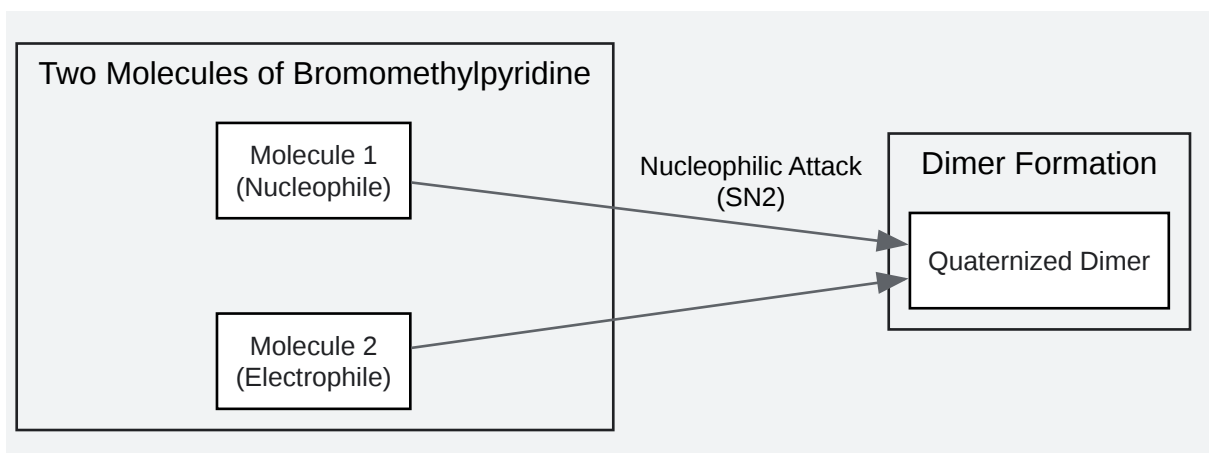 Two Molecules of Bromomethylpyridine
Molecule 1
(Nucleophile)
Molecule 2
(Electrophile)
Nucleophilic Attack
(SN2)
Dimer Formation
Quaternized Dimer